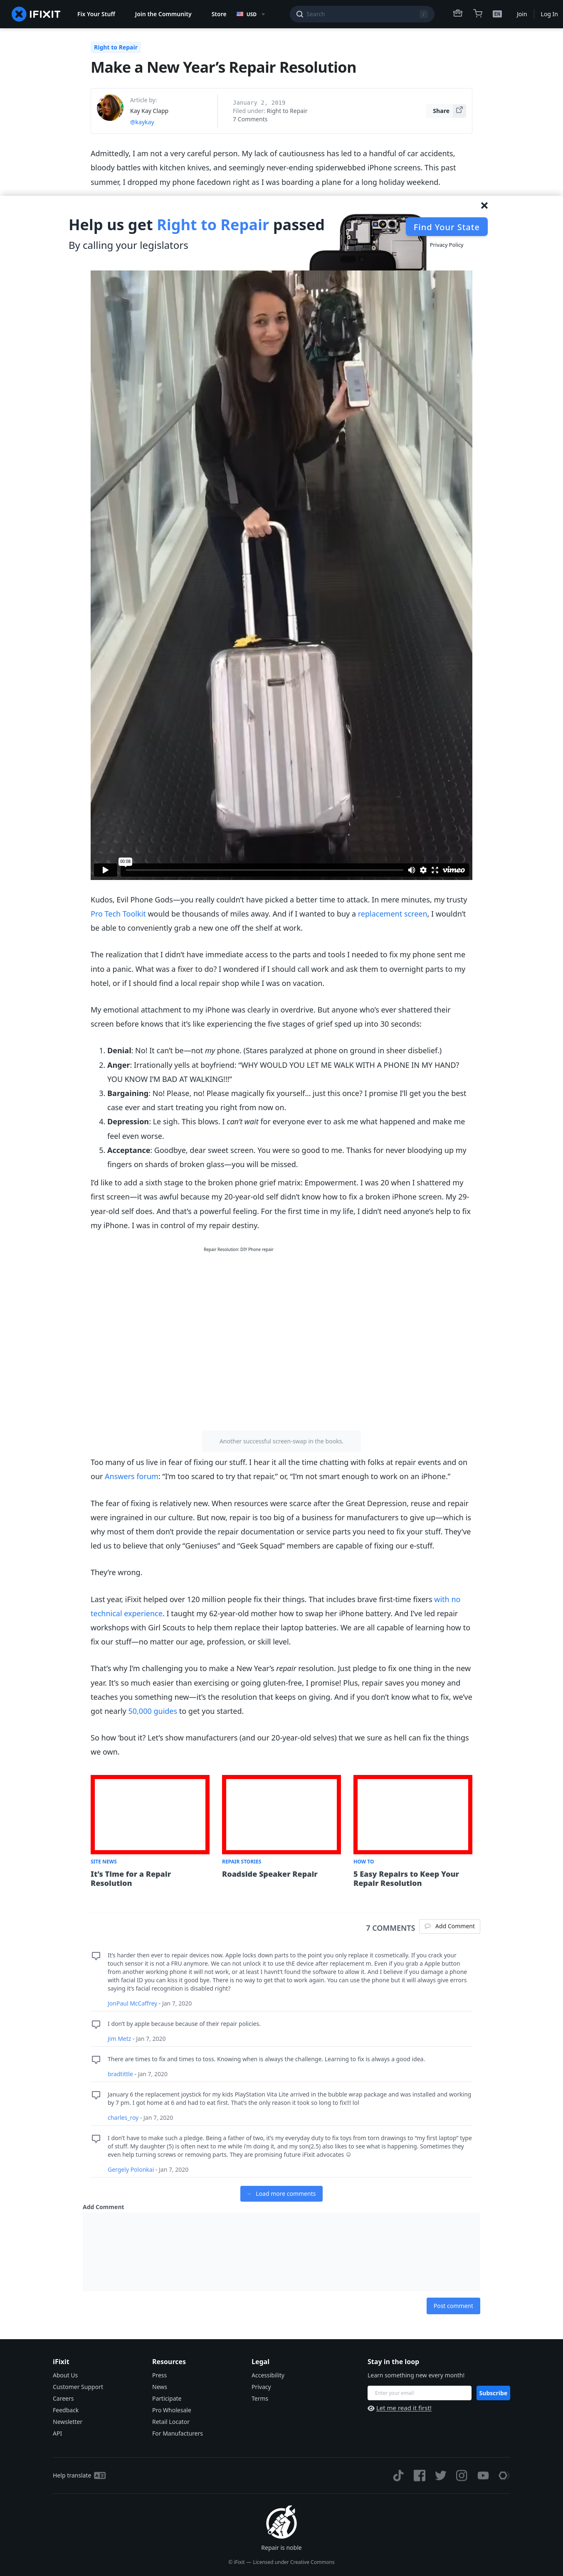 IFIXIT
Fix Your Stuff
Join the Community
Store
USD
Search
/
EN
Join
Log In
Right to Repair
Make a New Year’s Repair Resolution
Article by:
Kay Kay Clapp
@kaykay
January 2, 2019
Filed under: Right to Repair
7 Comments
Share
Admittedly, I am not a very careful person. My lack of cautiousness has led to a handful of car accidents,
bloody battles with kitchen knives, and seemingly never-ending spiderwebbed iPhone screens. This past
summer, I dropped my phone facedown right as I was boarding a plane for a long holiday weekend.
Help us get Right to Repair passed
By calling your legislators
Find Your State
Privacy Policy
00:08
vimeo
Kudos, Evil Phone Gods—you really couldn’t have picked a better time to attack. In mere minutes, my trusty
Pro Tech Toolkit would be thousands of miles away. And if I wanted to buy a replacement screen, I wouldn’t
be able to conveniently grab a new one off the shelf at work.
The realization that I didn’t have immediate access to the parts and tools I needed to fix my phone sent me
into a panic. What was a fixer to do? I wondered if I should call work and ask them to overnight parts to my
hotel, or if I should find a local repair shop while I was on vacation.
My emotional attachment to my iPhone was clearly in overdrive. But anyone who’s ever shattered their
screen before knows that it’s like experiencing the five stages of grief sped up into 30 seconds:
1. Denial: No! It can’t be—not my phone. (Stares paralyzed at phone on ground in sheer disbelief.)
2. Anger: Irrationally yells at boyfriend: “WHY WOULD YOU LET ME WALK WITH A PHONE IN MY HAND?
YOU KNOW I’M BAD AT WALKING!!!”
3. Bargaining: No! Please, no! Please magically fix yourself… just this once? I promise I’ll get you the best
case ever and start treating you right from now on.
4. Depression: Le sigh. This blows. I can’t wait for everyone ever to ask me what happened and make me
feel even worse.
5. Acceptance: Goodbye, dear sweet screen. You were so good to me. Thanks for never bloodying up my
fingers on shards of broken glass—you will be missed.
I’d like to add a sixth stage to the broken phone grief matrix: Empowerment. I was 20 when I shattered my
first screen—it was awful because my 20-year-old self didn’t know how to fix a broken iPhone screen. My 29-
year-old self does. And that’s a powerful feeling. For the first time in my life, I didn’t need anyone’s help to fix
my iPhone. I was in control of my repair destiny.
Repair Resolution: DIY Phone repair
Another successful screen-swap in the books.
Too many of us live in fear of fixing our stuff. I hear it all the time chatting with folks at repair events and on
our Answers forum: “I’m too scared to try that repair,” or, “I’m not smart enough to work on an iPhone.”
The fear of fixing is relatively new. When resources were scarce after the Great Depression, reuse and repair
were ingrained in our culture. But now, repair is too big of a business for manufacturers to give up—which is
why most of them don’t provide the repair documentation or service parts you need to fix your stuff. They’ve
led us to believe that only “Geniuses” and “Geek Squad” members are capable of fixing our e-stuff.
They’re wrong.
Last year, iFixit helped over 120 million people fix their things. That includes brave first-time fixers with no
technical experience. I taught my 62-year-old mother how to swap her iPhone battery. And I’ve led repair
workshops with Girl Scouts to help them replace their laptop batteries. We are all capable of learning how to
fix our stuff—no matter our age, profession, or skill level.
That’s why I’m challenging you to make a New Year’s repair resolution. Just pledge to fix one thing in the new
year. It’s so much easier than exercising or going gluten-free, I promise! Plus, repair saves you money and
teaches you something new—it’s the resolution that keeps on giving. And if you don’t know what to fix, we’ve
got nearly 50,000 guides to get you started.
So how ’bout it? Let’s show manufacturers (and our 20-year-old selves) that we sure as hell can fix the things
we own.
SITE NEWS
It’s Time for a Repair
Resolution
REPAIR STORIES
Roadside Speaker Repair
HOW TO
5 Easy Repairs to Keep Your
Repair Resolution
7 COMMENTS
Add Comment
It’s harder then ever to repair devices now. Apple locks down parts to the point you only replace it cosmetically. If you crack your
touch sensor it is not a FRU anymore. We can not unlock it to use thE device after replacement m. Even if you grab a Apple button
from another working phone it will not work, or at least I havnt’t found the software to allow it. And I believe if you damage a phone
with facial ID you can kiss it good bye. There is no way to get that to work again. You can use the phone but it will always give errors
saying it’s facial recognition is disabled right?
JonPaul McCaffrey - Jan 7, 2020
I don’t by apple because because of their repair policies.
Jim Metz - Jan 7, 2020
There are times to fix and times to toss. Knowing when is always the challenge. Learning to fix is always a good idea.
bradtittle - Jan 7, 2020
January 6 the replacement joystick for my kids PlayStation Vita Lite arrived in the bubble wrap package and was installed and working
by 7 pm. I got home at 6 and had to eat first. That’s the only reason it took so long to fix!!! lol
charles_roy - Jan 7, 2020
I don’t have to make such a pledge. Being a father of two, it’s my everyday duty to fix toys from torn drawings to “my first laptop” type
of stuff. My daughter (5) is often next to me while i’m doing it, and my son(2.5) also likes to see what is happening. Sometimes they
even help turning screws or removing parts. They are promising future iFixit advocates ☺
Gergely Polonkai - Jan 7, 2020
Load more comments
Add Comment
Post comment
iFixit
About Us
Customer Support
Careers
Feedback
Newsletter
API
Resources
Press
News
Participate
Pro Wholesale
Retail Locator
For Manufacturers
Legal
Accessibility
Privacy
Terms
Stay in the loop
Learn something new every month!
Enter your email
Subscribe
Let me read it first!
Help translate
Repair is noble
© iFixit — Licensed under Creative Commons